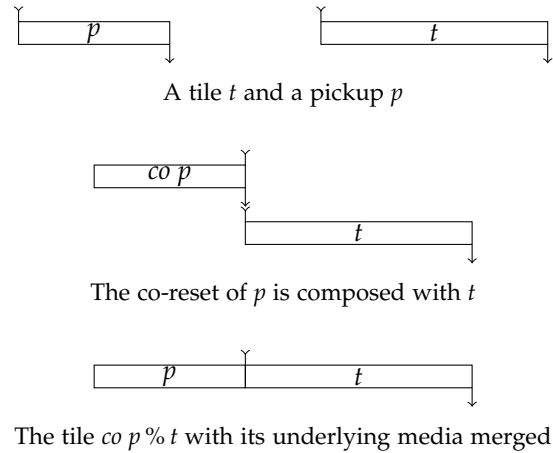 p t
A tile t and a pickup p
co p
t
The co-reset of p is composed with t
p t
The tile co p % t with its underlying media merged